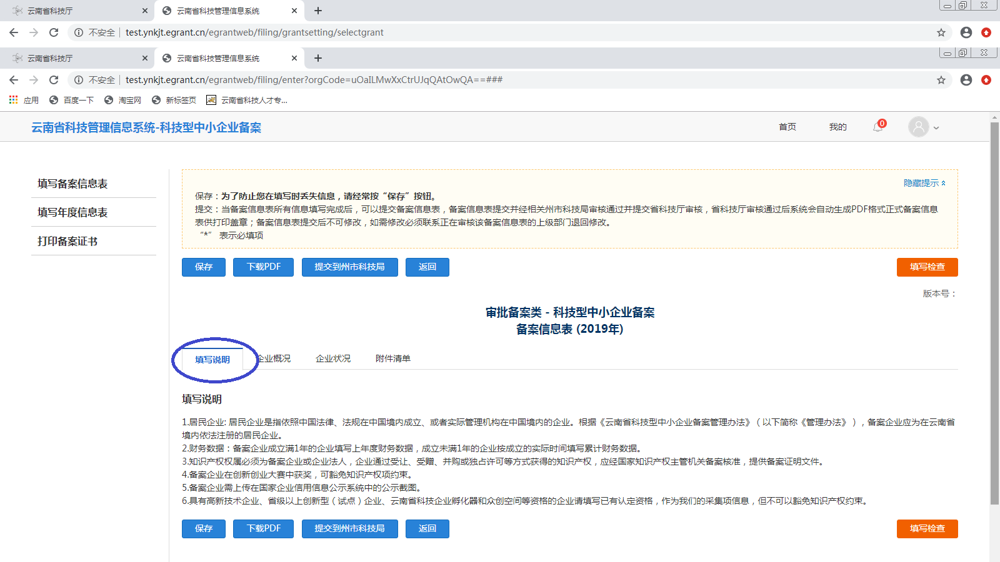 云南省科技厅
云南省科技管理信息系统
不安全 test.ynkjt.egrant.cn/egrantweb/filing/grantsetting/selectgrant
云南省科技厅
云南省科技管理信息系统
不安全 test.ynkjt.egrant.cn/egrantweb/filing/enter?orgCode=uOaILMwXxCtrUJqQAtOwQA==###
应用 百度一下 淘宝网 新标签页 云南省科技人才专...
云南省科技管理信息系统-科技型中小企业备案
首页 我的 0
填写备案信息表
填写年度信息表
打印备案证书
隐藏提示
保存：为了防止您在填写时丢失信息，请经常按“保存”按钮。
提交：当备案信息表所有信息填写完成后，可以提交备案信息表，备案信息表提交并经相关州市科技局审核通过并提交省科技厅审核，省科技厅审核通过后系统会自动生成PDF格式正式备案信息
表供打印盖章；备案信息表提交后不可修改，如需修改必须联系正在审核该备案信息表的上级部门退回修改。
“*” 表示必填项
保存 下载PDF 提交到州市科技局 返回 填写检查
版本号：
审批备案类 - 科技型中小企业备案
备案信息表 (2019年)
填写说明 企业概况 企业状况 附件清单
填写说明
1.居民企业: 居民企业是指依照中国法律、法规在中国境内成立、或者实际管理机构在中国境内的企业。根据《云南省科技型中小企业备案管理办法》（以下简称《管理办法》），备案企业应为在云南省
境内依法注册的居民企业。
2.财务数据：备案企业成立满1年的企业填写上年度财务数据，成立未满1年的企业按成立的实际时间填写累计财务数据。
3.知识产权权属必须为备案企业或企业法人，企业通过受让、受赠、并购或独占许可等方式获得的知识产权，应经国家知识产权主管机关备案核准，提供备案证明文件。
4.备案企业在创新创业大赛中获奖，可豁免知识产权项约束。
5.备案企业需上传在国家企业信用信息公示系统中的公示截图。
6.具有高新技术企业、省级以上创新型（试点）企业、云南省科技企业孵化器和众创空间等资格的企业请填写已有认定资格，作为我们的采集项信息，但不可以豁免知识产权约束。
保存 下载PDF 提交到州市科技局 返回 填写检查